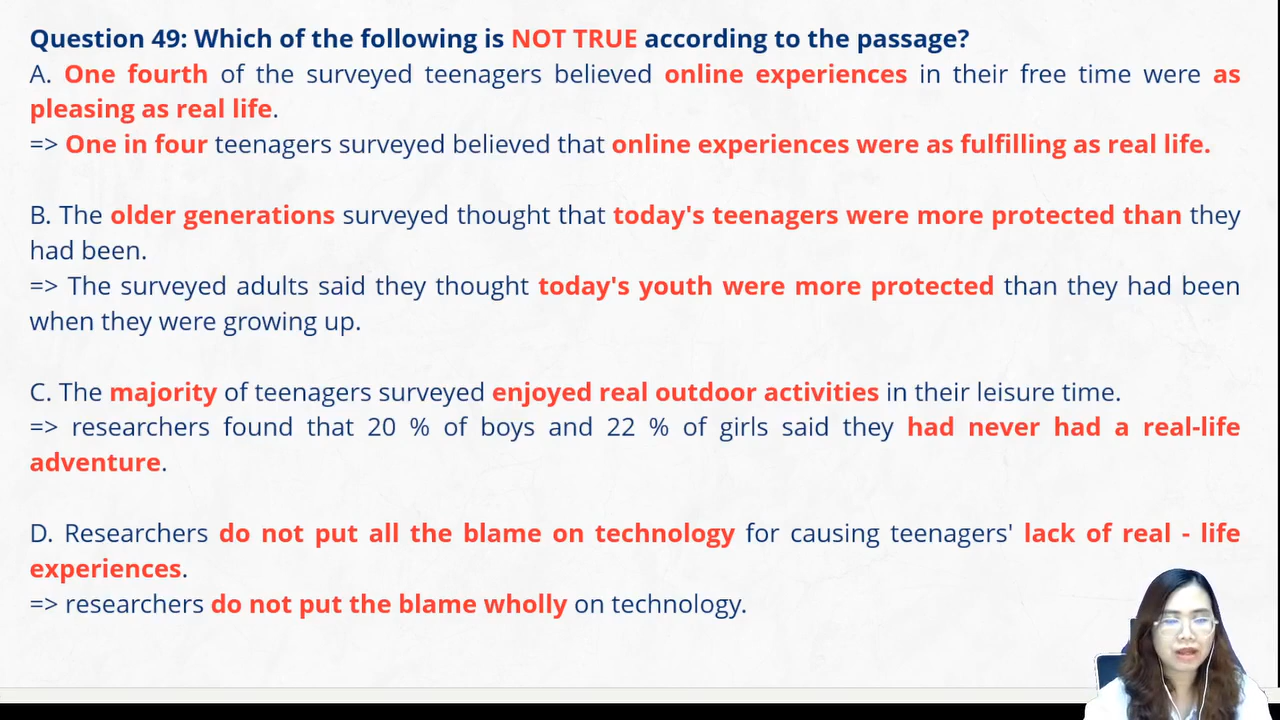 Question 49: Which of the following is NOT TRUE according to the passage?
A. One fourth of the surveyed teenagers believed online experiences in their free time were as
pleasing as real life.
=> One in four teenagers surveyed believed that online experiences were as fulfilling as real life.
B. The older generations surveyed thought that today's teenagers were more protected than they
had been.
=> The surveyed adults said they thought today's youth were more protected than they had been
when they were growing up.
C. The majority of teenagers surveyed enjoyed real outdoor activities in their leisure time.
=> researchers found that 20 % of boys and 22 % of girls said they had never had a real-life
adventure.
D. Researchers do not put all the blame on technology for causing teenagers' lack of real - life
experiences.
=> researchers do not put the blame wholly on technology.